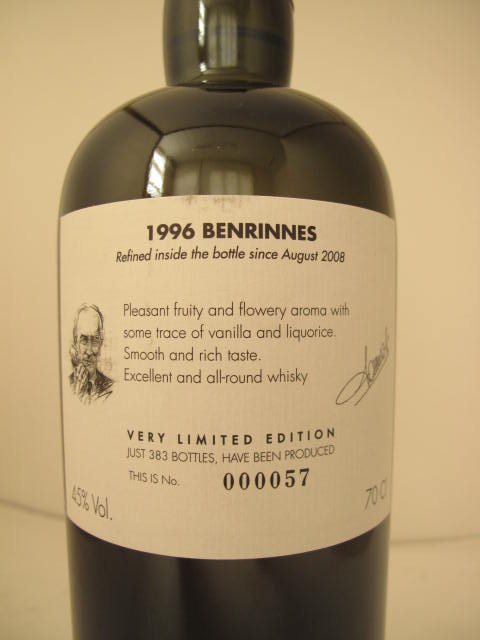 1996 BENRINNES
Refined inside the bottle since August 2008
Pleasant fruity and flowery aroma with
some trace of vanilla and liquorice.
Smooth and rich taste.
Excellent and all-round whisky
VERY LIMITED EDITION
JUST 383 BOTTLES, HAVE BEEN PRODUCED
THIS IS No. 000057
45% Vol.
70 Cl